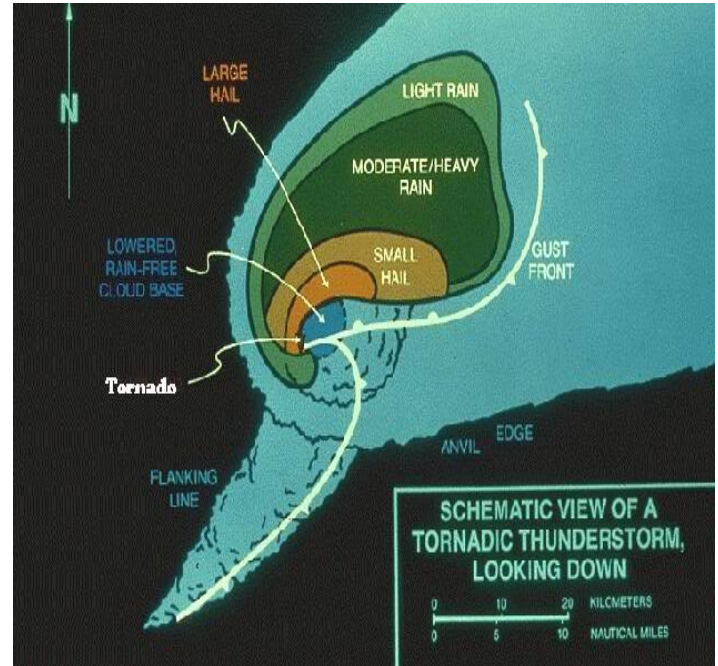 N
LARGE
HAIL
LIGHT RAIN
MODERATE/HEAVY
RAIN
LOWERED,
RAIN-FREE
CLOUD BASE
SMALL
HAIL
GUST
FRONT
Tornado
ANVIL EDGE
FLANKING
LINE
SCHEMATIC VIEW OF A
TORNADIC THUNDERSTORM,
LOOKING DOWN
0 10 20 KILOMETERS
0 5 10 NAUTICAL MILES